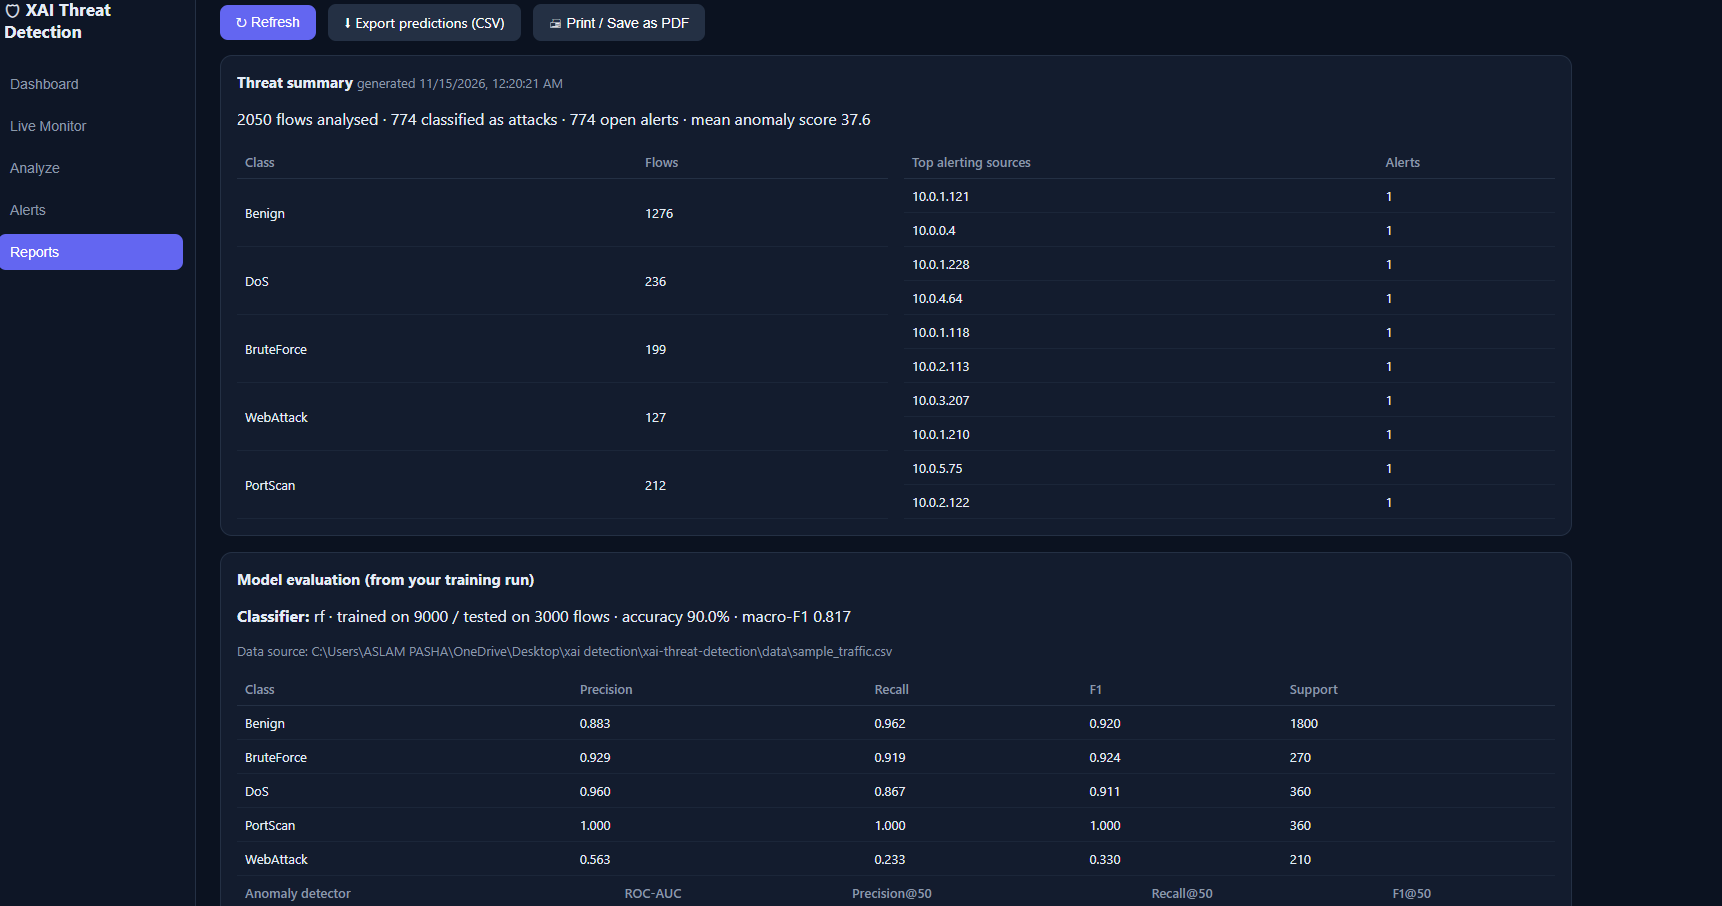 XAI Threat
Detection
Dashboard
Live Monitor
Analyze
Alerts
Reports
↻ Refresh
⬇ Export predictions (CSV)
🖨 Print / Save as PDF
Threat summary generated 11/15/2026, 12:20:21 AM
2050 flows analysed · 774 classified as attacks · 774 open alerts · mean anomaly score 37.6
Class Flows
Benign 1276
DoS 236
BruteForce 199
WebAttack 127
PortScan 212
Top alerting sources Alerts
10.0.1.121 1
10.0.0.4 1
10.0.1.228 1
10.0.4.64 1
10.0.1.118 1
10.0.2.113 1
10.0.3.207 1
10.0.1.210 1
10.0.5.75 1
10.0.2.122 1
Model evaluation (from your training run)
Classifier: rf · trained on 9000 / tested on 3000 flows · accuracy 90.0% · macro-F1 0.817
Data source: C:\Users\ASLAM PASHA\OneDrive\Desktop\xai detection\xai-threat-detection\data\sample_traffic.csv
Class Precision Recall F1 Support
Benign 0.883 0.962 0.920 1800
BruteForce 0.929 0.919 0.924 270
DoS 0.960 0.867 0.911 360
PortScan 1.000 1.000 1.000 360
WebAttack 0.563 0.233 0.330 210
Anomaly detector ROC-AUC Precision@50 Recall@50 F1@50